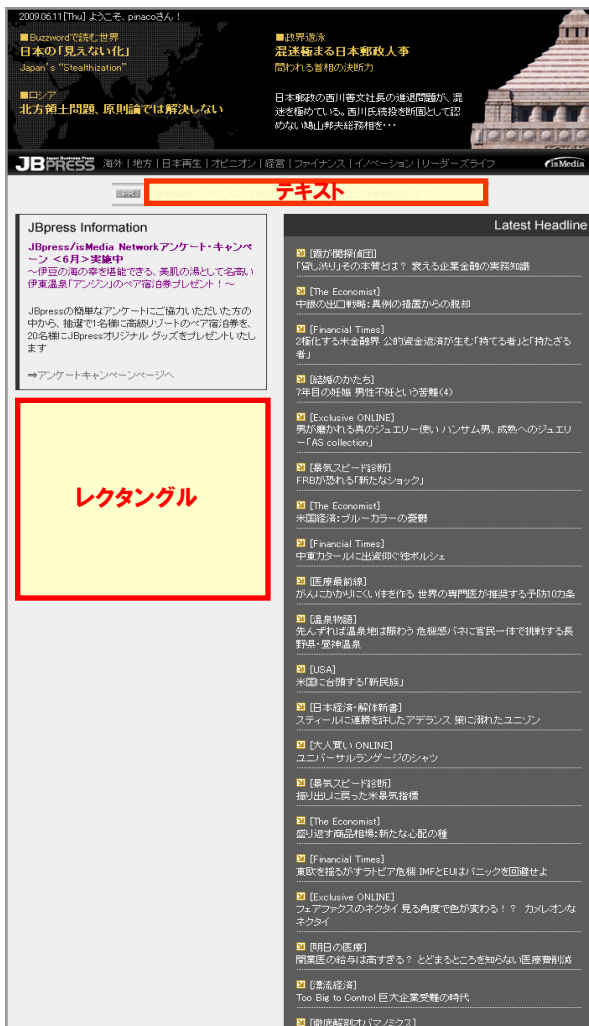 2009.06.11[Thu] ようこそ、pinacoさん！
■Buzzwordで読む世界
日本の「見えない化」
Japan's "Stealthization"
■ロシア
北方領土問題、原則論では解決しない
■政界遊泳
混迷極まる日本郵政人事
問われる首相の決断力
日本郵政の西川善文社長の進退問題が、混
迷を極めている。西川氏続投を断固として認
めない鳩山邦夫総務相を・・・
JBPRESS Japan Business Press
海外 | 地方 | 日本再生 | オピニオン | 経営 | ファイナンス | イノベーション | リーダーズライフ
isMedia
PR
テキスト
JBpress Information
JBpress/isMedia Networkアンケート・キャンペ
ーン ＜6月＞実施中
～伊豆の海の幸を堪能できる、美肌の湯として名高い
伊東温泉「アンジン」のペア宿泊券プレゼント！～
JBpressの簡単なアンケートにご協力いただいた方の
中から、抽選で1名様に高級リゾートのペア宿泊券を、
20名様にJBpressオリジナル グッズをプレゼントいたし
ます
⇒アンケートキャンペーンページへ
レクタングル
Latest Headline
[霞が関探偵団]
「貸し渋り」その本質とは？ 衰える企業金融の実務知識
[The Economist]
中銀の出口戦略：異例の措置からの脱却
[Financial Times]
2極化する米金融界 公的資金返済が生む「持てる者」と「持たざる
者」
[結婚のかたち]
7年目の妊娠 男性不妊という苦難(4)
[Exclusive ONLINE]
男が磨かれる真のジュエリー使い ハンサム男、成熟へのジュエリ
ー「AS collection」
[景気スピード診断]
FRBが恐れる「新たなショック」
[The Economist]
米国経済：ブルーカラーの憂鬱
[Financial Times]
中東カタールに出資仰ぐ独ポルシェ
[医療最前線]
がんにかかりにくい体を作る 世界の専門医が推奨する予防10カ条
[温泉物語]
先んずれば温泉地は賑わう 危機感バネに官民一体で挑戦する長
野県・昼神温泉
[USA]
米国に台頭する「新民族」
[日本経済・解体新書]
スティールに連勝を許したアデランス 策に溺れたユニゾン
[大人買い ONLINE]
ユニバーサルランゲージのシャツ
[景気スピード診断]
振り出しに戻った米景気指標
[The Economist]
盛り返す商品相場：新たな心配の種
[Financial Times]
東欧を揺るがすラトビア危機 IMFとEUはパニックを回避せよ
[Exclusive ONLINE]
フェアファクスのネクタイ 見る角度で色が変わる！？ カメレオンな
ネクタイ
[明日の医療]
開業医の給与は高すぎる？ とどまるところを知らない医療費削減
[漂流経済]
Too Big to Control 巨大企業受難の時代
[徹底解剖オバマノミクス]